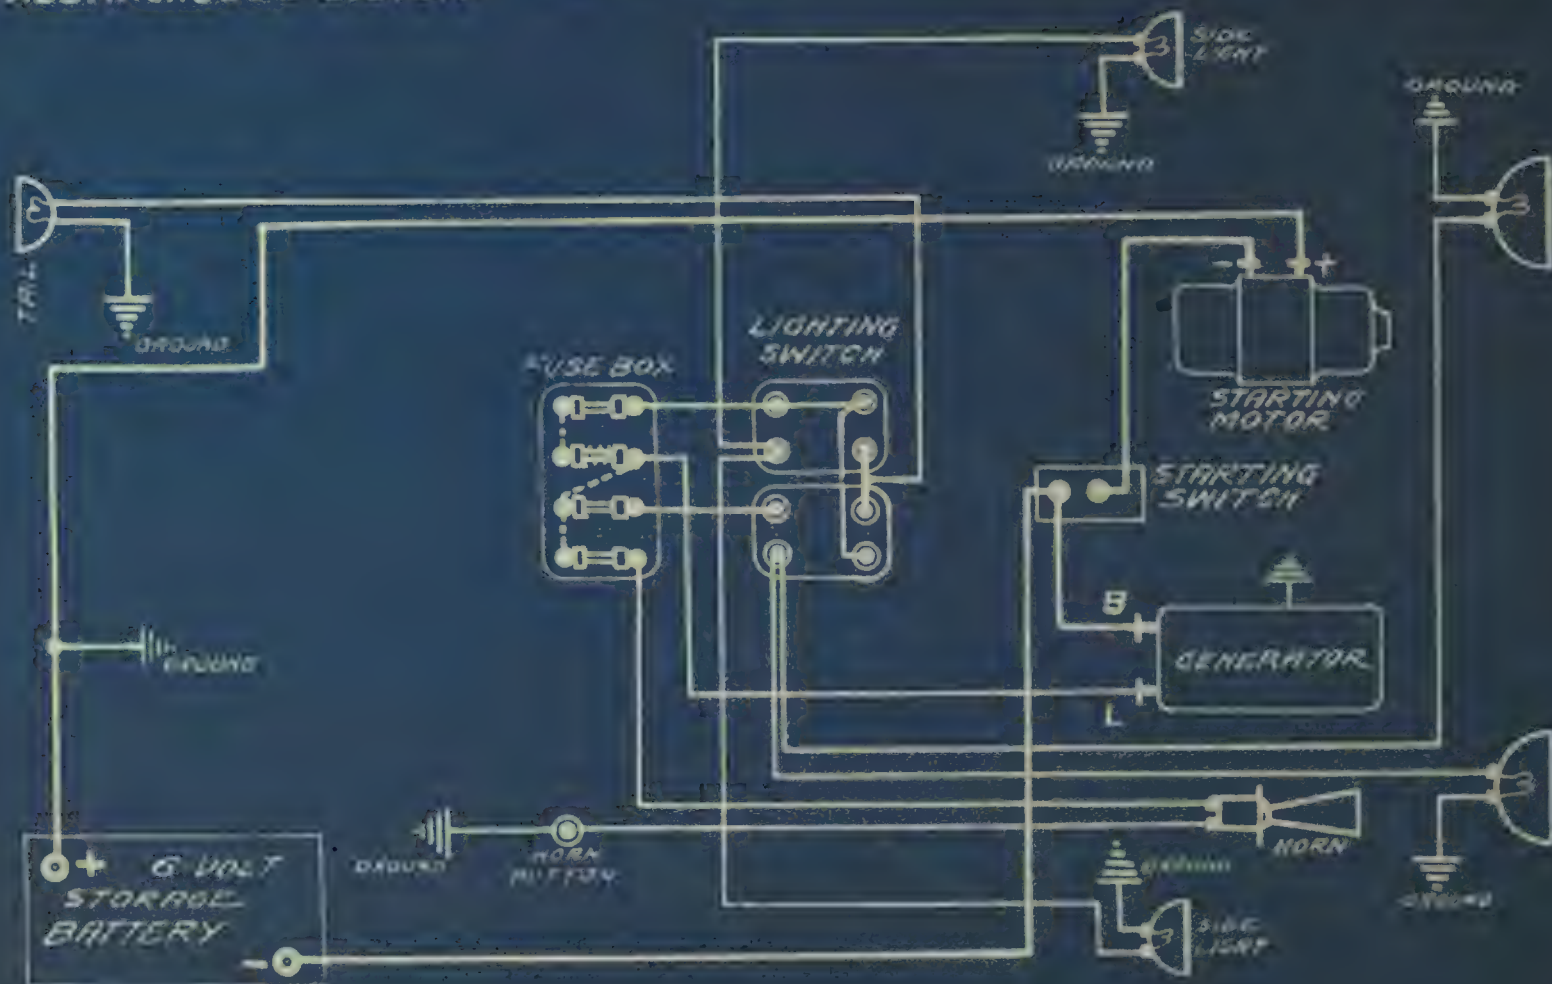 SIDE
LIGHT
GROUND
GROUND
TAIL
GROUND
LIGHTING
SWITCH
FUSE BOX
- +
STARTING
MOTOR
STARTING
SWITCH
B
GENERATOR
L
GROUND
+ 6 VOLT
STORAGE
BATTERY
-
GROUND
HORN
BUTTON
HORN
GROUND
GROUND
SIDE
LIGHT